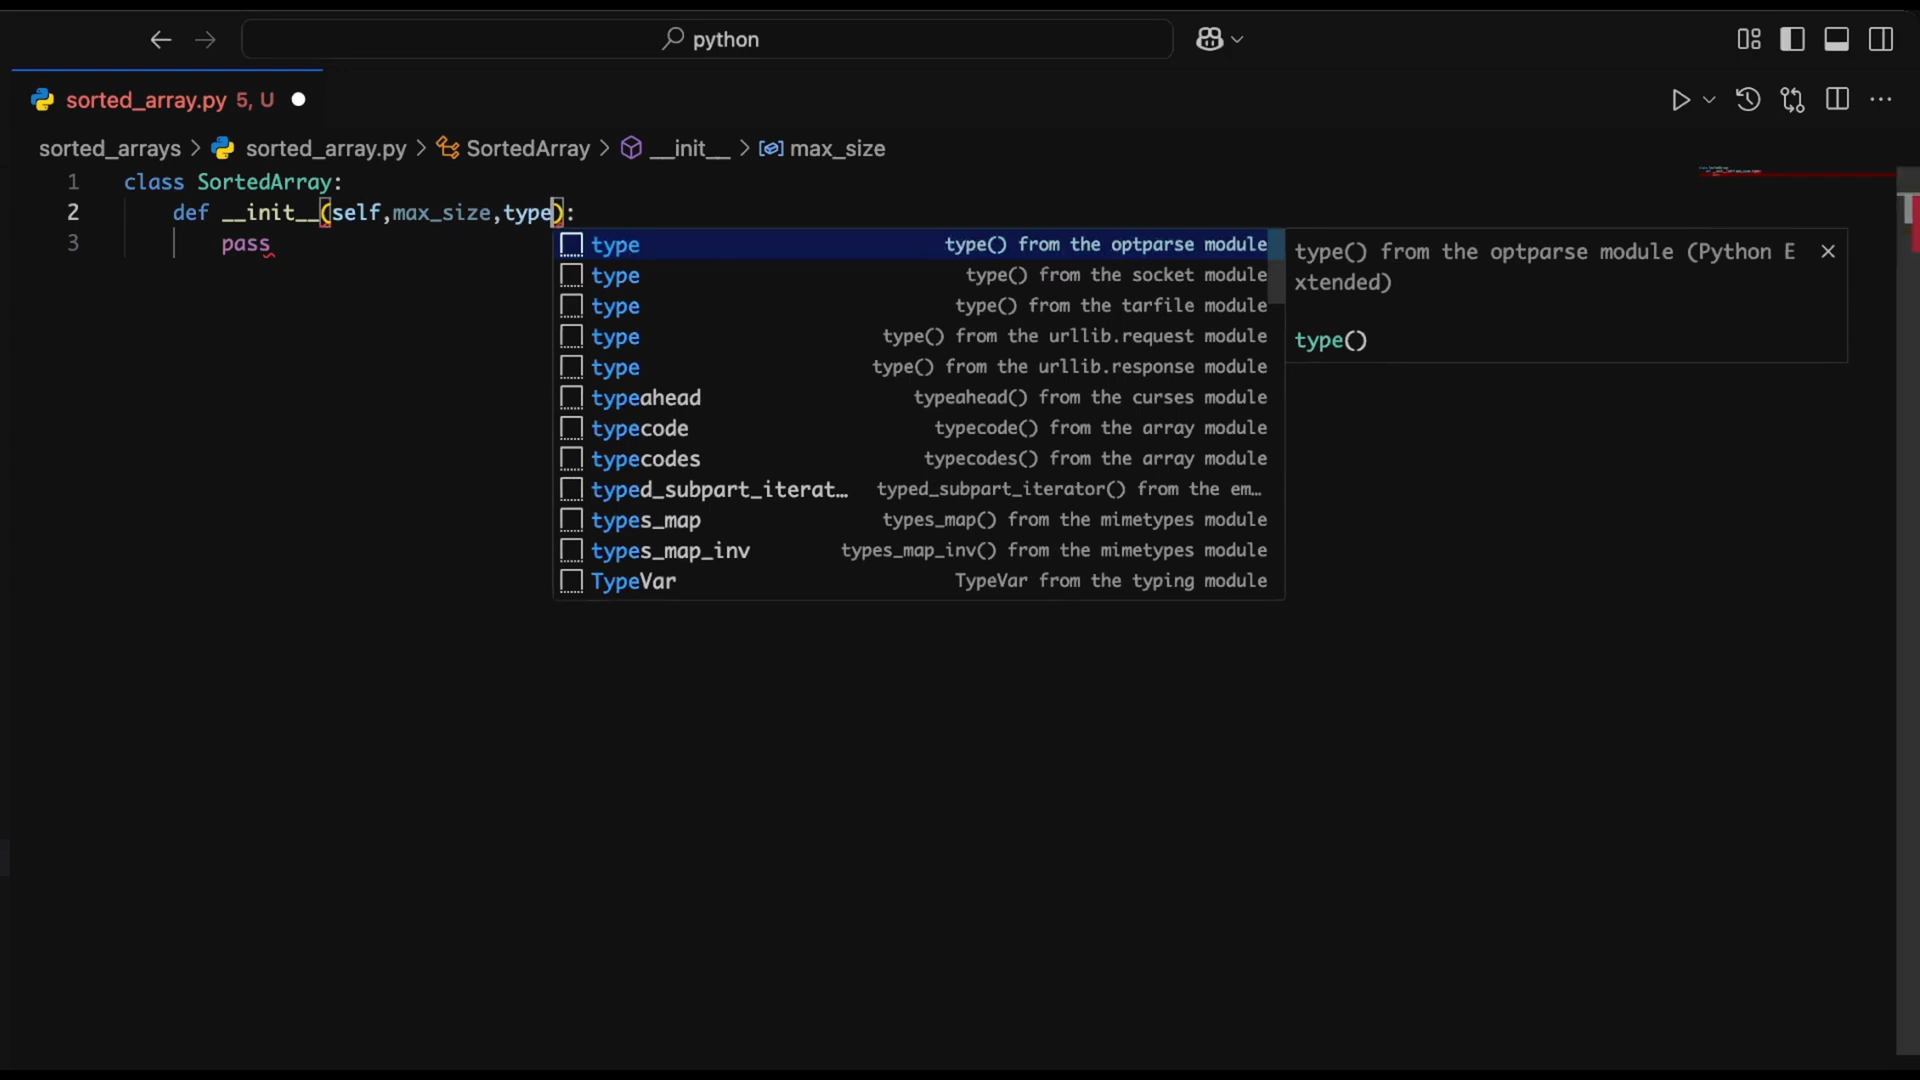 python
sorted_array.py 5, U
sorted_arrays > sorted_array.py > SortedArray > __init__ > max_size
1 class SortedArray:
2 def __init__(self,max_size,type):
3 pass
type type() from the optparse module
type type() from the socket module
type type() from the tarfile module
type type() from the urllib.request module
type type() from the urllib.response module
typeahead typeahead() from the curses module
typecode typecode() from the array module
typecodes typecodes() from the array module
typed_subpart_iterat… typed_subpart_iterator() from the em…
types_map types_map() from the mimetypes module
types_map_inv types_map_inv() from the mimetypes module
TypeVar TypeVar from the typing module
type() from the optparse module (Python E
xtended)
type()